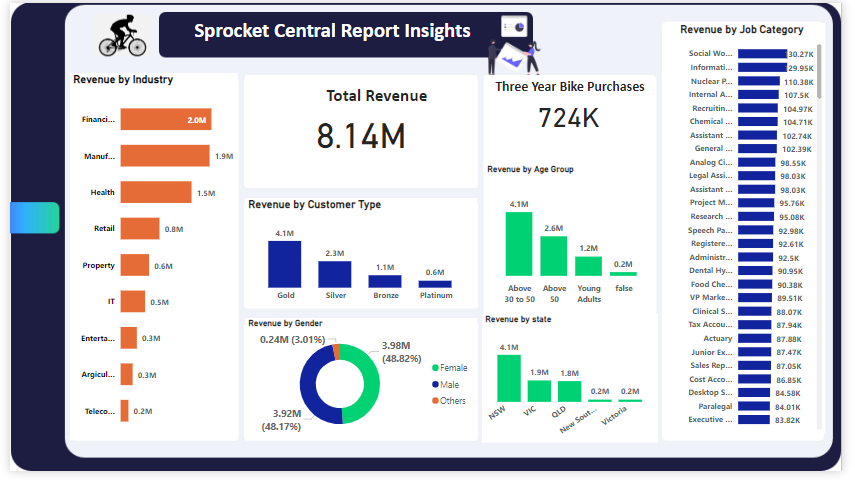 Sprocket Central Report Insights
Revenue by Industry
Financi...
2.0M
Manuf...
1.9M
Health
1.5M
Retail
0.8M
Property
0.6M
IT
0.5M
Enterta...
0.3M
Argicul...
0.3M
Teleco...
0.2M
Total Revenue
8.14M
Revenue by Customer Type
4.1M
2.3M
1.1M
0.6M
Gold
Silver
Bronze
Platinum
Revenue by Gender
0.24M (3.01%)
3.98M
(48.82%)
3.92M
(48.17%)
Female
Male
Others
Three Year Bike Purchases
724K
Revenue by Age Group
4.1M
2.6M
1.2M
0.2M
Above
30 to 50
Above
50
Young
Adults
false
Revenue by state
4.1M
1.9M
1.8M
0.2M
0.2M
NSW
VIC
QLD
New Sout...
Victoria
Revenue by Job Category
Social Wo... 30.27K
Informati... 29.95K
Nuclear P... 110.38K
Internal A... 107.5K
Recruitin... 104.97K
Chemical ... 104.71K
Assistant ... 102.74K
General ... 102.39K
Analog Ci... 98.55K
Legal Assi... 98.03K
Assistant ... 98.03K
Project M... 95.76K
Research ... 95.08K
Speech Pa... 92.98K
Registere... 92.61K
Administr... 92.5K
Dental Hy... 90.95K
Food Che... 90.38K
VP Marke... 89.51K
Clinical S... 88.07K
Tax Accou... 87.94K
Actuary 87.88K
Junior Ex... 87.47K
Sales Rep... 87.05K
Cost Acco... 86.85K
Desktop S... 84.58K
Paralegal 84.01K
Executive ... 83.82K